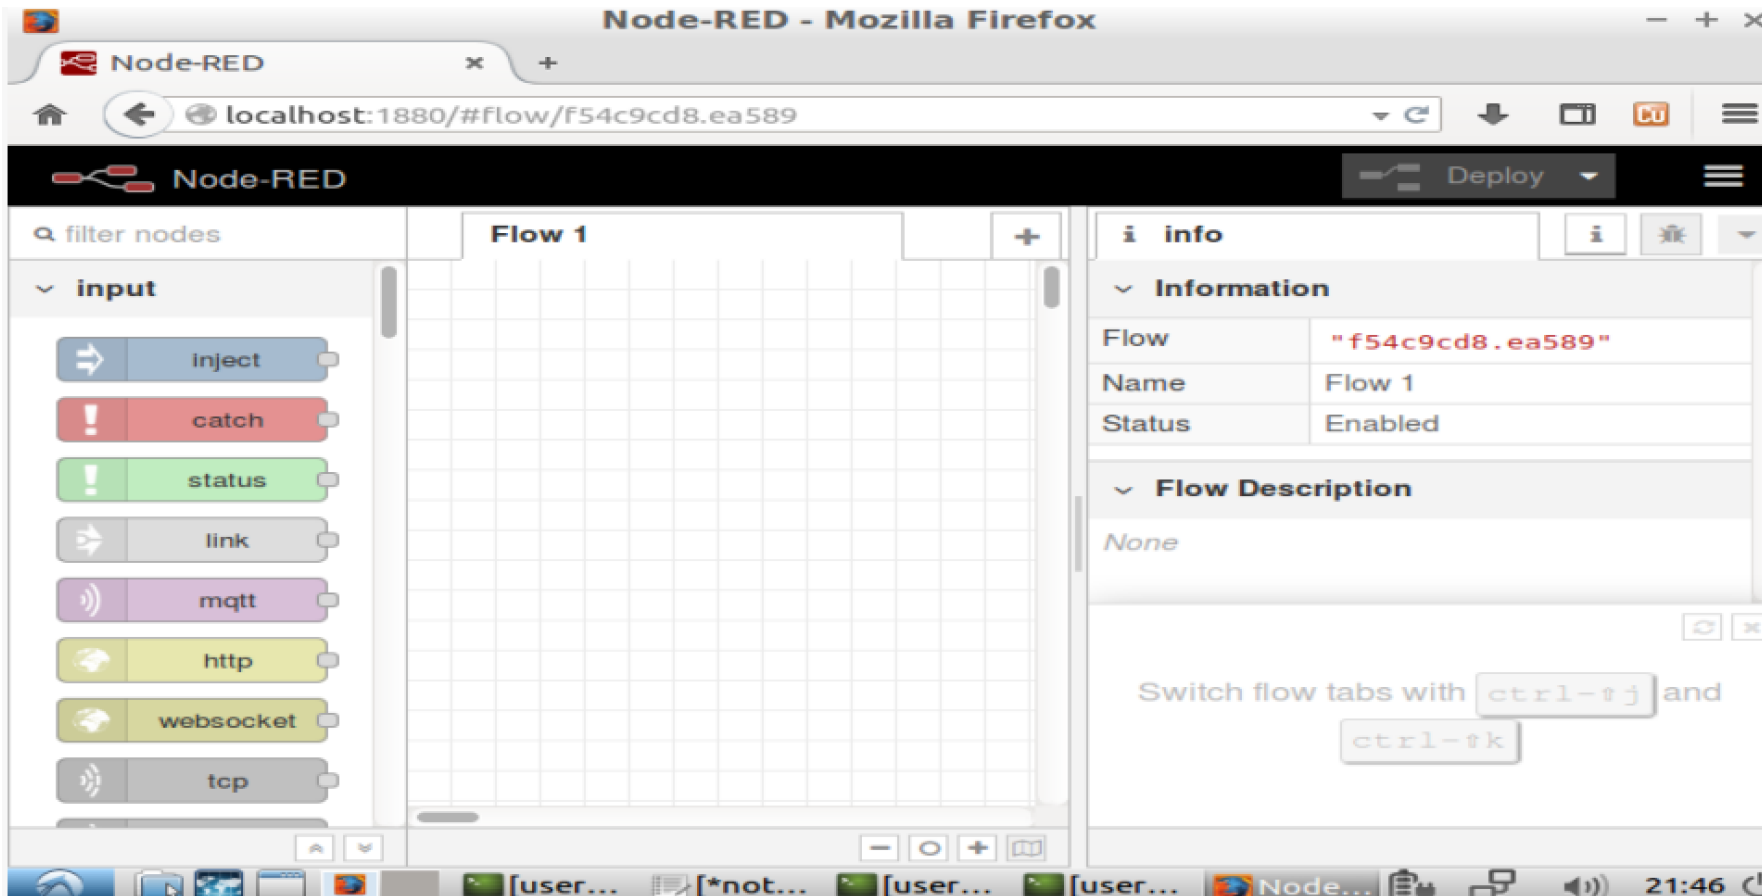 Node-RED - Mozilla Firefox
Node-RED
localhost:1880/#flow/f54c9cd8.ea589
Node-RED
Deploy
filter nodes
Flow 1
info
input
Information
inject
Flow
"f54c9cd8.ea589"
Name
Flow 1
catch
Status
Enabled
status
Flow Description
link
None
mqtt
http
Switch flow tabs with ctrl-⇧j and
websocket
ctrl-⇧k
tcp
[user...
[*not...
[user...
[user...
Node...
21:46